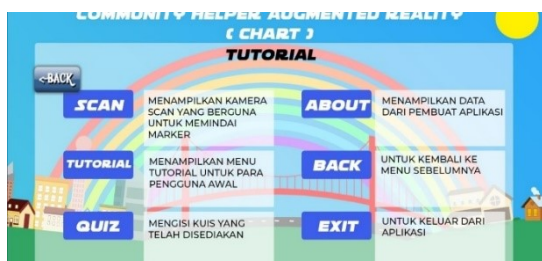 COMMUNITY HELPER AUGMENTED REALITY
( CHART )
TUTORIAL
<BACK
SCAN
MENAMPILKAN KAMERA
SCAN YANG BERGUNA
UNTUK MEMINDAI
MARKER
ABOUT
MENAMPILKAN DATA
DARI PEMBUAT APLIKASI
TUTORIAL
MENAMPILKAN MENU
TUTORIAL UNTUK PARA
PENGGUNA AWAL
BACK
UNTUK KEMBALI KE
MENU SEBELUMNYA
QUIZ
MENGISI KUIS YANG
TELAH DISEDIAKAN
EXIT
UNTUK KELUAR DARI
APLIKASI